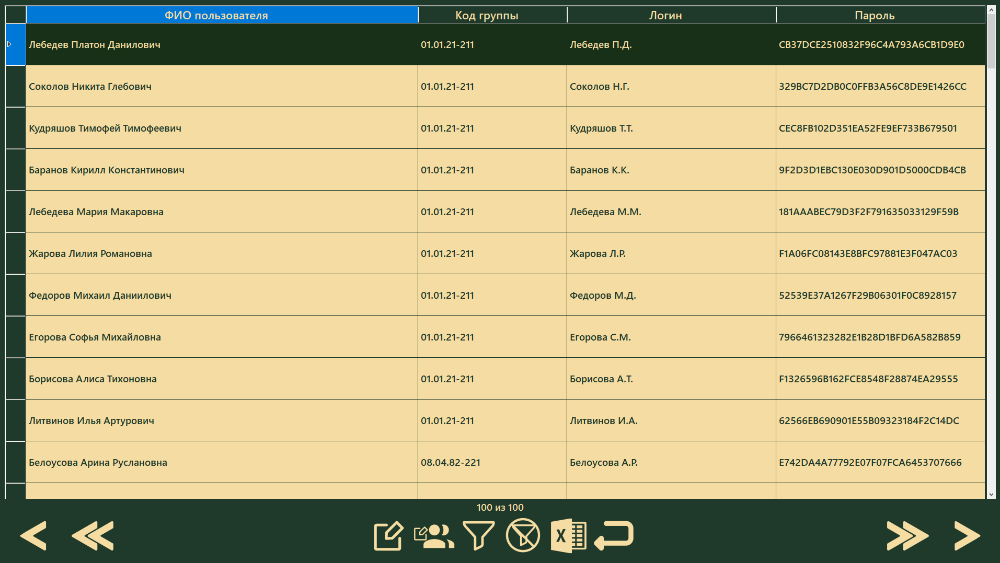 ФИО пользователя Код группы Логин Пароль
Лебедев Платон Данилович 01.01.21-211 Лебедев П.Д. CB37DCE2510832F96C4A793A6CB1D9E0
Соколов Никита Глебович 01.01.21-211 Соколов Н.Г. 329BC7D2DB0C0FFB3A56C8DE9E1426CC
Кудряшов Тимофей Тимофеевич 01.01.21-211 Кудряшов Т.Т. CEC8FB102D351EA52FE9EF733B679501
Баранов Кирилл Константинович 01.01.21-211 Баранов К.К. 9F2D3D1EBC130E030D901D5000CDB4CB
Лебедева Мария Макаровна 01.01.21-211 Лебедева М.М. 181AAABEC79D3F2F791635033129F59B
Жарова Лилия Романовна 01.01.21-211 Жарова Л.Р. F1A06FC08143E8BFC97881E3F047AC03
Федоров Михаил Даниилович 01.01.21-211 Федоров М.Д. 52539E37A1267F29B06301F0C8928157
Егорова Софья Михайловна 01.01.21-211 Егорова С.М. 7966461323282E1B28D1BFD6A582B859
Борисова Алиса Тихоновна 01.01.21-211 Борисова А.Т. F1326596B162FCE8548F28874EA29555
Литвинов Илья Артурович 01.01.21-211 Литвинов И.А. 62566EB690901E55B09323184F2C14DC
Белоусова Арина Руслановна 08.04.82-221 Белоусова А.Р. E742DA4A77792E07F07FCA6453707666
100 из 100
X